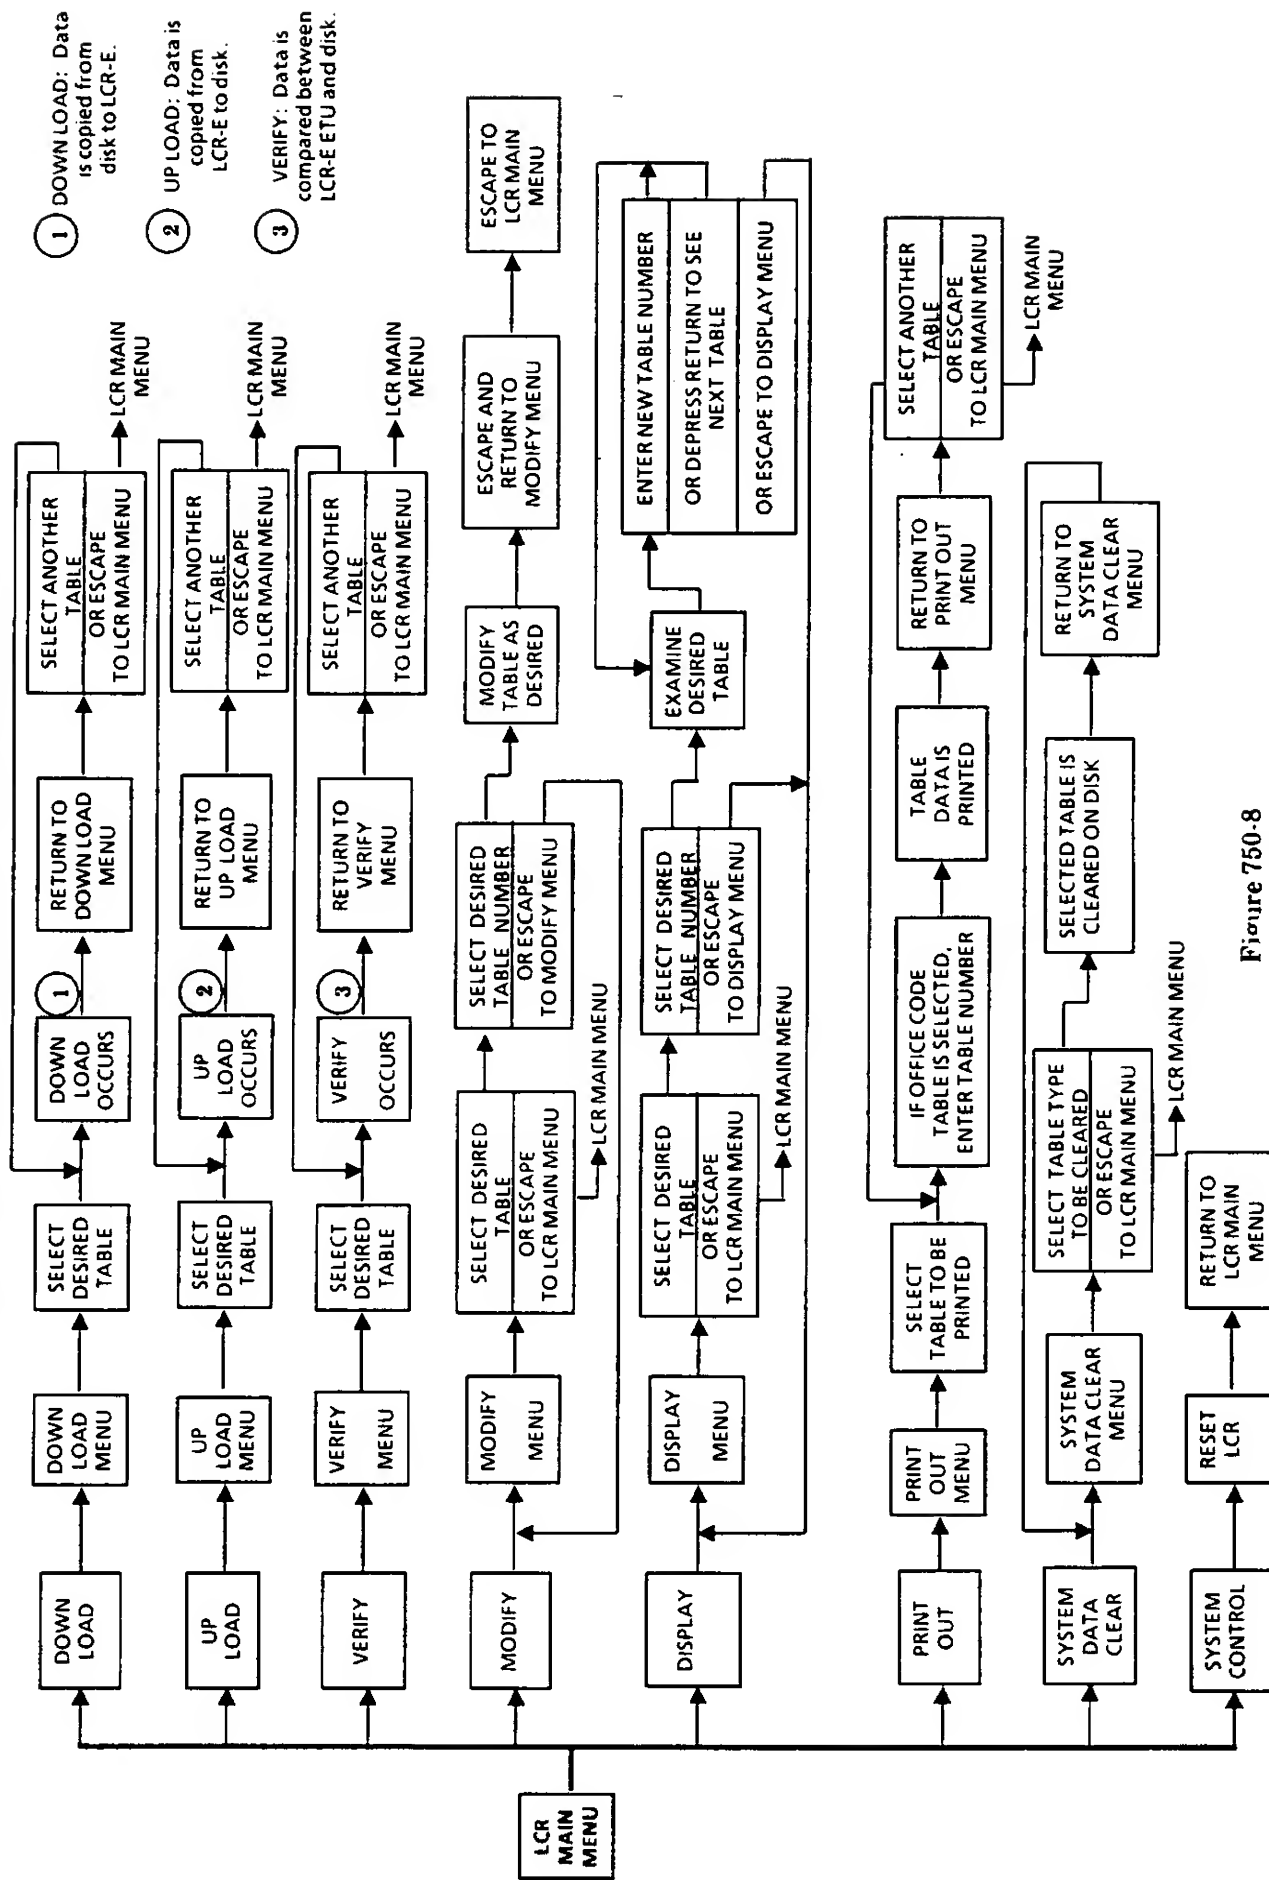 LCR
MAIN
MENU
DOWN
LOAD
DOWN
LOAD
MENU
SELECT
DESIRED
TABLE
DOWN
LOAD
OCCURS
1
RETURN TO
DOWN LOAD
MENU
SELECT ANOTHER
TABLE
OR ESCAPE
TO LCR MAIN MENU
LCR MAIN
MENU
1 DOWN LOAD: Data
is copied from
disk to LCR-E.
UP
LOAD
UP
LOAD
MENU
SELECT
DESIRED
TABLE
UP
LOAD
OCCURS
2
RETURN TO
UP LOAD
MENU
SELECT ANOTHER
TABLE
OR ESCAPE
TO LCR MAIN MENU
LCR MAIN
MENU
2 UP LOAD: Data is
copied from
LCR-E to disk.
VERIFY
VERIFY
MENU
SELECT
DESIRED
TABLE
VERIFY
OCCURS
3
RETURN TO
VERIFY
MENU
SELECT ANOTHER
TABLE
OR ESCAPE
TO LCR MAIN MENU
LCR MAIN
MENU
3 VERIFY: Data is
compared between
LCR-E ETU and disk.
MODIFY
MODIFY
MENU
SELECT DESIRED
TABLE
OR ESCAPE
TO LCR MAIN MENU
LCR MAIN MENU
SELECT DESIRED
TABLE NUMBER
OR ESCAPE
TO MODIFY MENU
MODIFY
TABLE AS
DESIRED
ESCAPE AND
RETURN TO
MODIFY MENU
ESCAPE TO
LCR MAIN
MENU
DISPLAY
DISPLAY
MENU
SELECT DESIRED
TABLE
OR ESCAPE
TO LCR MAIN MENU
LCR MAIN MENU
SELECT DESIRED
TABLE NUMBER
OR ESCAPE
TO DISPLAY MENU
EXAMINE
DESIRED
TABLE
ENTER NEW TABLE NUMBER
OR DEPRESS RETURN TO SEE
NEXT TABLE
OR ESCAPE TO DISPLAY MENU
PRINT
OUT
PRINT
OUT
MENU
SELECT
TABLE TO BE
PRINTED
IF OFFICE CODE
TABLE IS SELECTED,
ENTER TABLE NUMBER
TABLE
DATA IS
PRINTED
RETURN TO
PRINT OUT
MENU
SELECT ANOTHER
TABLE
OR ESCAPE
TO LCR MAIN MENU
LCR MAIN
MENU
SYSTEM
DATA
CLEAR
SYSTEM
DATA CLEAR
MENU
SELECT TABLE TYPE
TO BE CLEARED
OR ESCAPE
TO LCR MAIN MENU
LCR MAIN MENU
SELECTED TABLE IS
CLEARED ON DISK
RETURN TO
SYSTEM
DATA CLEAR
MENU
SYSTEM
CONTROL
RESET
LCR
RETURN TO
LCR MAIN
MENU
Figure 750-8